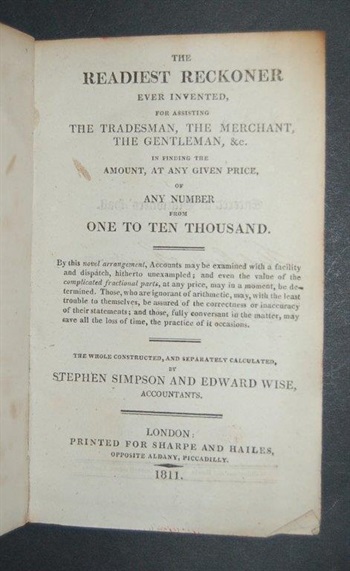 THE
READIEST RECKONER
EVER INVENTED,
FOR ASSISTING
THE TRADESMAN, THE MERCHANT,
THE GENTLEMAN, &c.
IN FINDING THE
AMOUNT, AT ANY GIVEN PRICE,
OF
ANY NUMBER
FROM
ONE TO TEN THOUSAND.
By this novel arrangement, Accounts may be examined with a facility
and dispatch, hitherto unexampled; and even the value of the
complicated fractional parts, at any price, may in a moment, be de-
termined. Those, who are ignorant of arithmetic, may, with the least
trouble to themselves, be assured of the correctness or inaccuracy
of their statements; and those, fully conversant in the matter, may
save all the loss of time, the practice of it occasions.
THE WHOLE CONSTRUCTED, AND SEPARATELY CALCULATED,
BY
STEPHEN SIMPSON AND EDWARD WISE,
ACCOUNTANTS.
LONDON:
PRINTED FOR SHARPE AND HAILES,
OPPOSITE ALBANY, PICCADILLY.
1811.